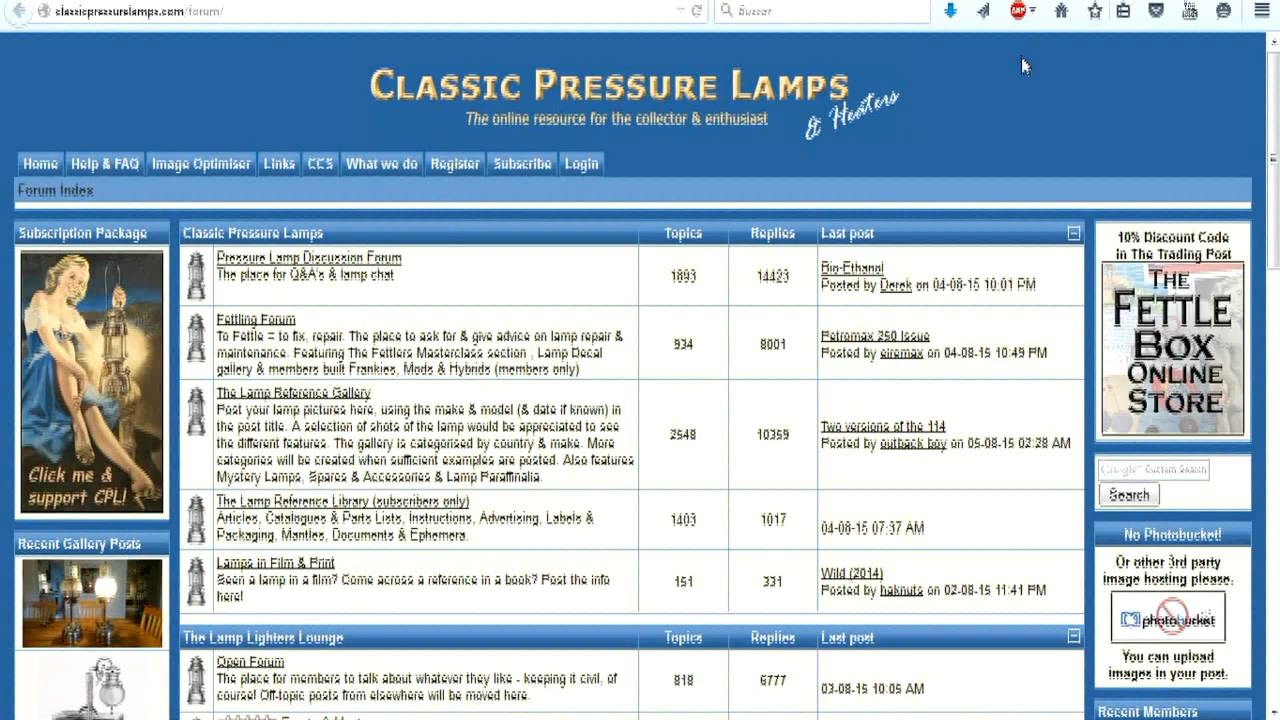 classicpressurelamps.com/forum/
Buscar
CLASSIC PRESSURE LAMPS
& Heaters
The online resource for the collector & enthusiast
Home Help & FAQ Image Optimiser Links CCS What we do Register Subscribe Login
Forum Index
Subscription Package
Click me &
support CPL!
Recent Gallery Posts
Classic Pressure Lamps Topics Replies Last post
Pressure Lamp Discussion Forum
The place for Q&A's & lamp chat
1893 14423
Bio-Ethanol
Posted by Derek on 04-08-15 10:01 PM
Fettling Forum
To Fettle = to fix, repair. The place to ask for & give advice on lamp repair &
maintenance. Featuring The Fettlers Masterclass section , Lamp Decal
gallery & members built Frankies, Mods & Hybrids (members only)
934 8001
Petromax 250 Issue
Posted by eiremax on 04-08-15 10:49 PM
The Lamp Reference Gallery
Post your lamp pictures here, using the make & model (& date if known) in
the post title. A selection of shots of the lamp would be appreciated to see
the different features. The gallery is categorised by country & make. More
categories will be created when sufficient examples are posted. Also features
Mystery Lamps, Spares & Accessories & Lamp Paraffinalia.
2548 10359
Two versions of the 114
Posted by outback boy on 05-08-15 02:28 AM
The Lamp Reference Library (subscribers only)
Articles, Catalogues & Parts Lists, Instructions, Advertising, Labels &
Packaging, Mantles, Documents & Ephemera.
1403 1017
04-08-15 07:37 AM
Lamps in Film & Print
Seen a lamp in a film? Come across a reference in a book? Post the info
here!
151 331
Wild (2014)
Posted by haknuts on 02-08-15 11:41 PM
The Lamp Lighters Lounge Topics Replies Last post
Open Forum
The place for members to talk about whatever they like - keeping it civil, of
course! Off-topic posts from elsewhere will be moved here.
818 6777
03-08-15 10:05 AM
10% Discount Code
in The Trading Post
THE
FETTLE
BOX
ONLINE
STORE
Google Custom Search
Search
No Photobucket!
Or other 3rd party
image hosting please.
photobucket
You can upload
images in your post.
Recent Members